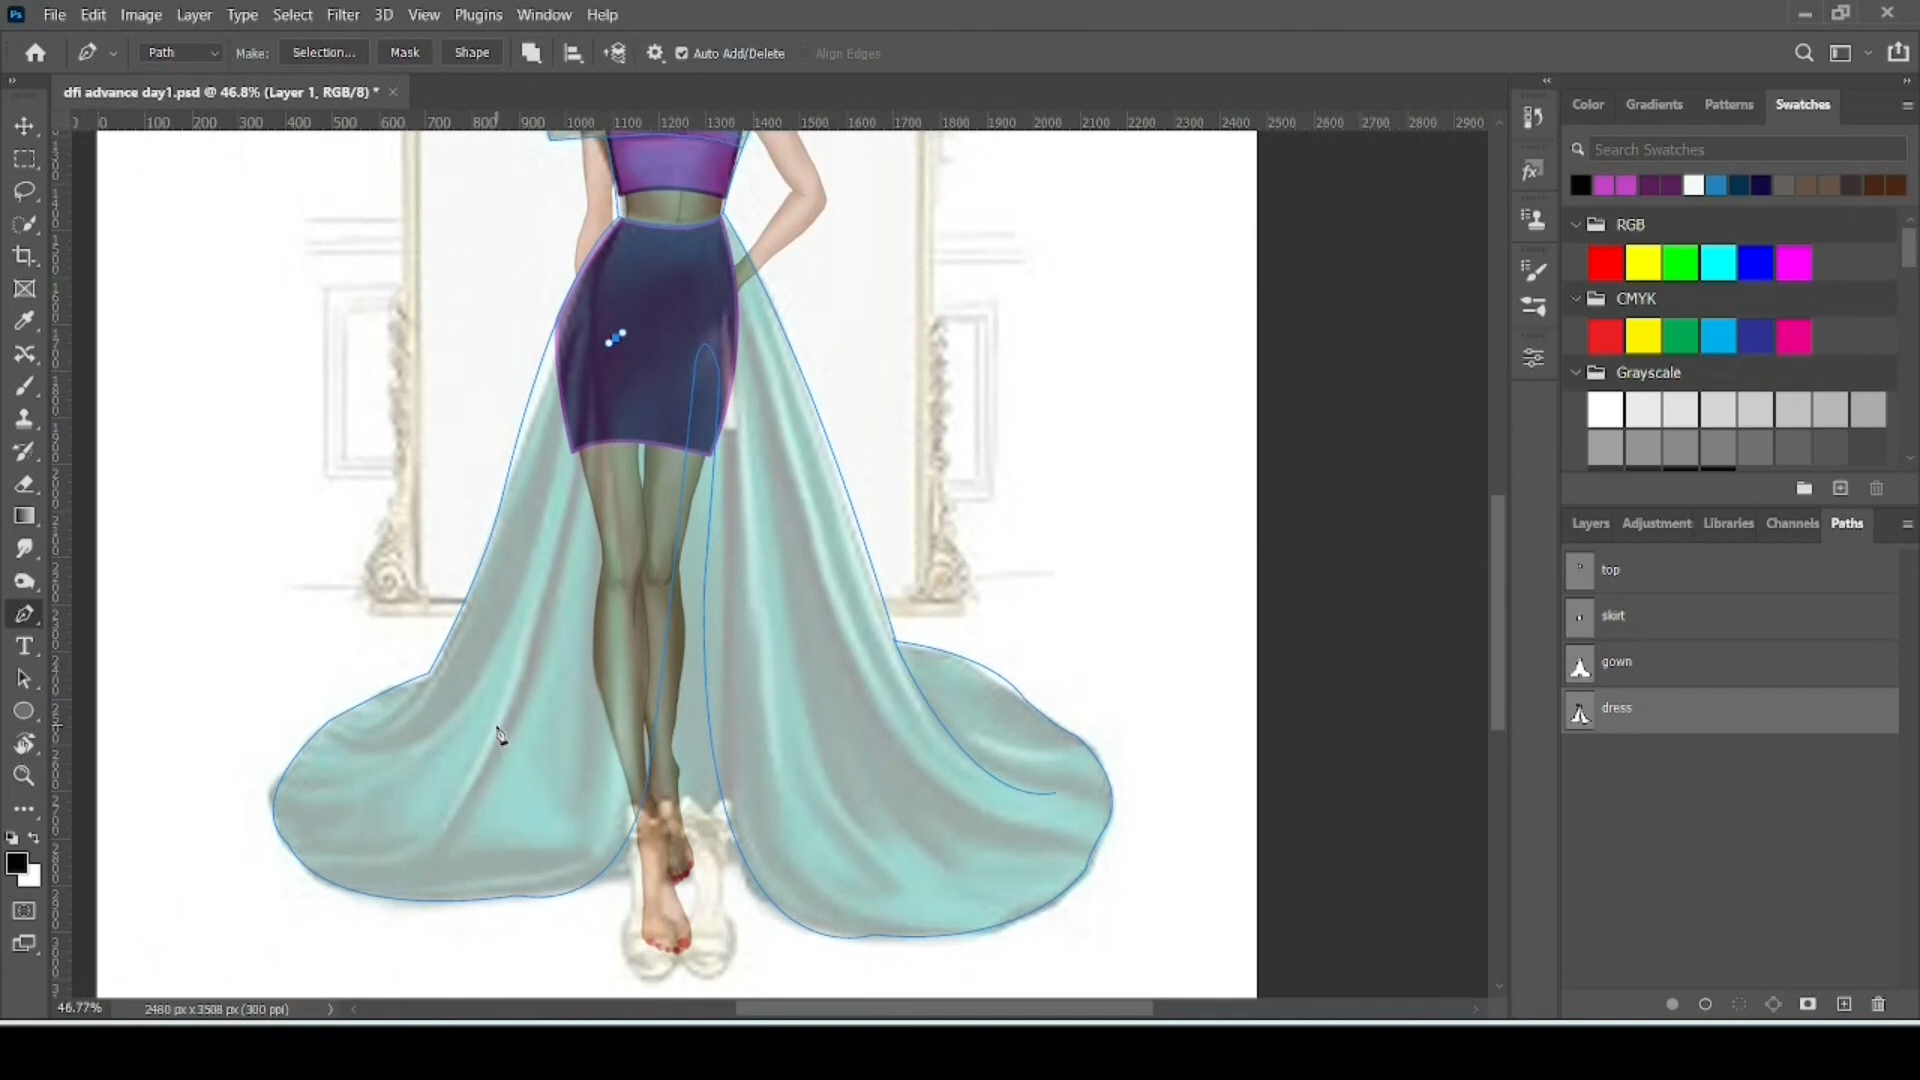 Ps File Edit Image Layer Type Select Filter 3D View Plugins Window Help
Path Make: Selection... Mask Shape Auto Add/Delete Align Edges
dfi advance day1.psd @ 46.8% (Layer 1, RGB/8) *
0 100 200 300 400 500 600 700 800 900 1000 1100 1200 1300 1400 1500 1600 1700 1800 1900 2000 2100 2200 2300 2400 2500 2600 2700 2800 2900
Color Gradients Patterns Swatches
Search Swatches
RGB
CMYK
Grayscale
Layers Adjustment Libraries Channels Paths
top
skirt
gown
dress
46.77% 2480 px x 3508 px (300 ppi)